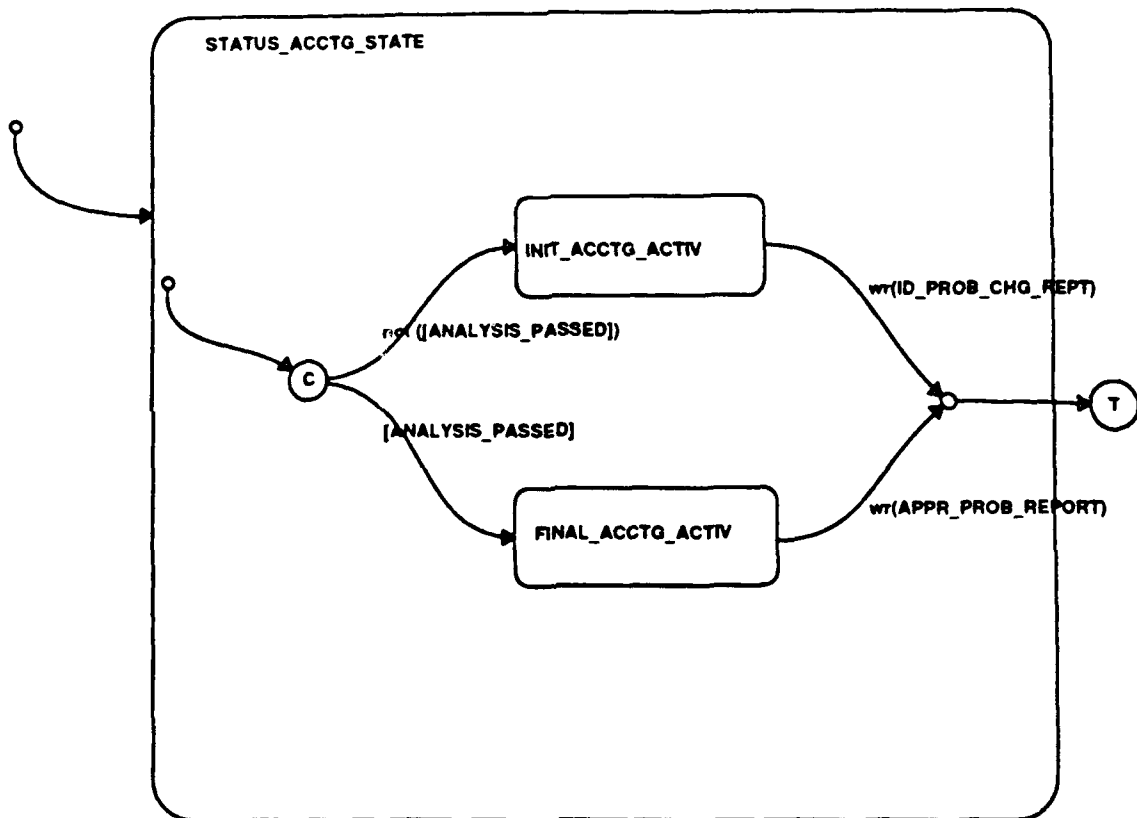 STATUS_ACCTG_STATE
INIT_ACCTG_ACTIV
wr(ID_PROB_CHG_REPT)
not ([ANALYSIS_PASSED])
C
T
[ANALYSIS_PASSED]
wr(APPR_PROB_REPORT)
FINAL_ACCTG_ACTIV